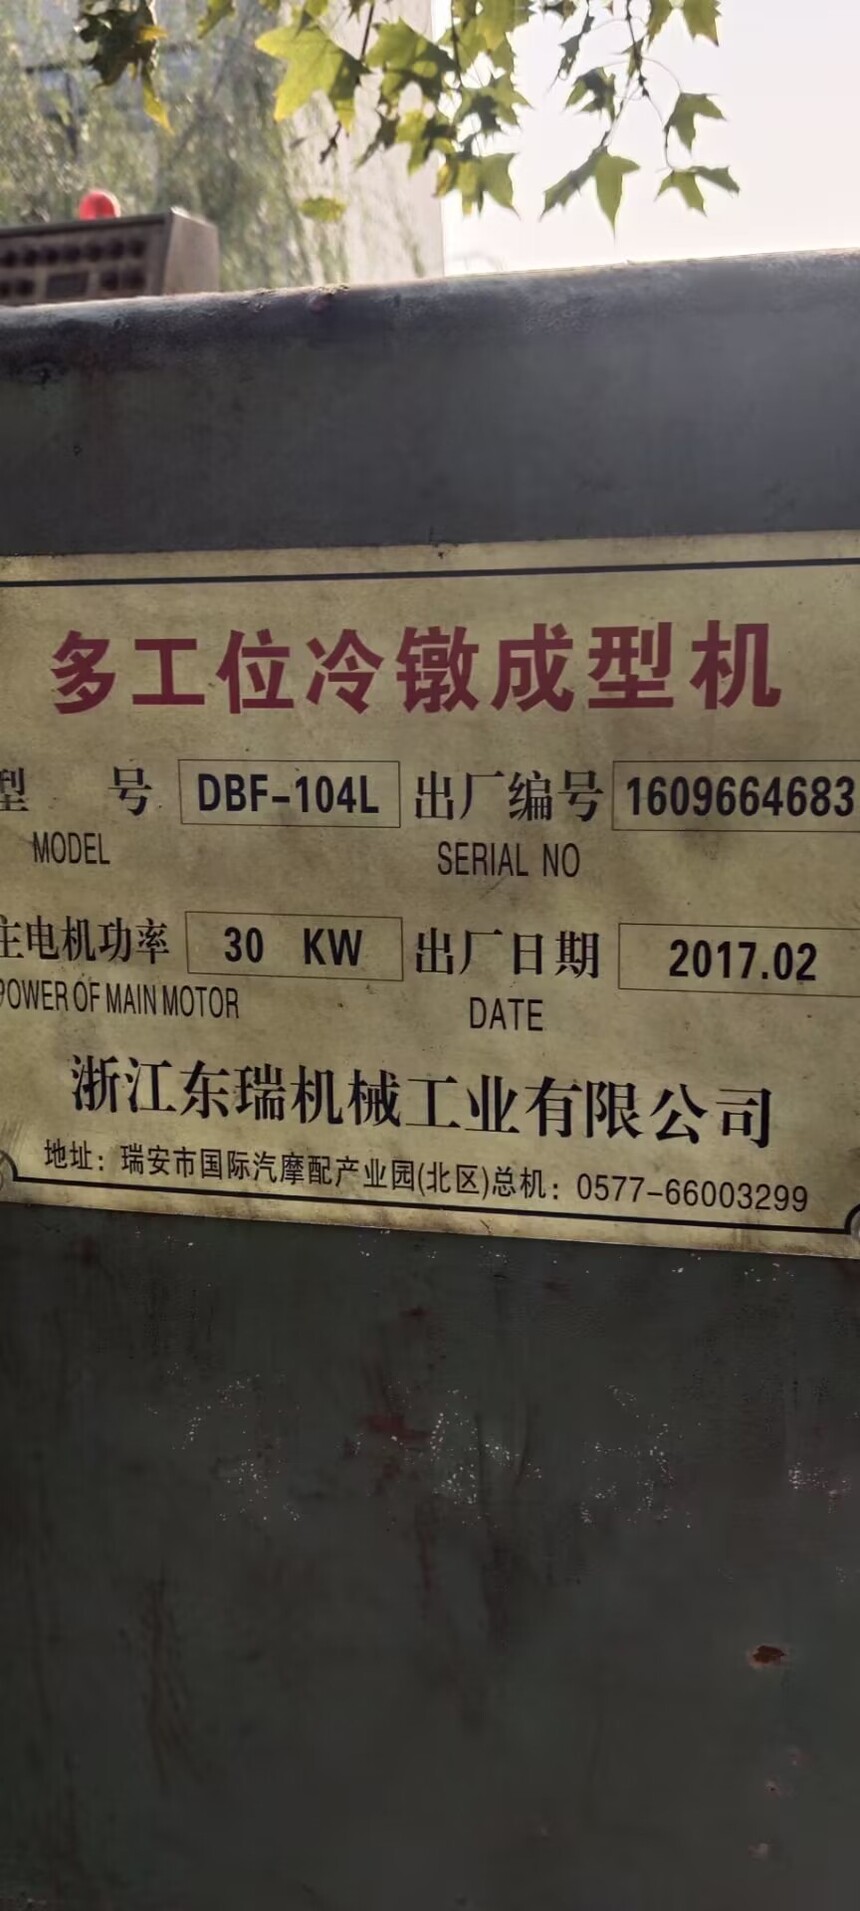 多工位冷镦成型机
型 号 DBF-104L 出厂编号 1609664683
MODEL SERIAL NO
主电机功率 30 KW 出厂日期 2017.02
POWER OF MAIN MOTOR DATE
浙江东瑞机械工业有限公司
地址：瑞安市国际汽摩配产业园(北区)总机：0577-66003299